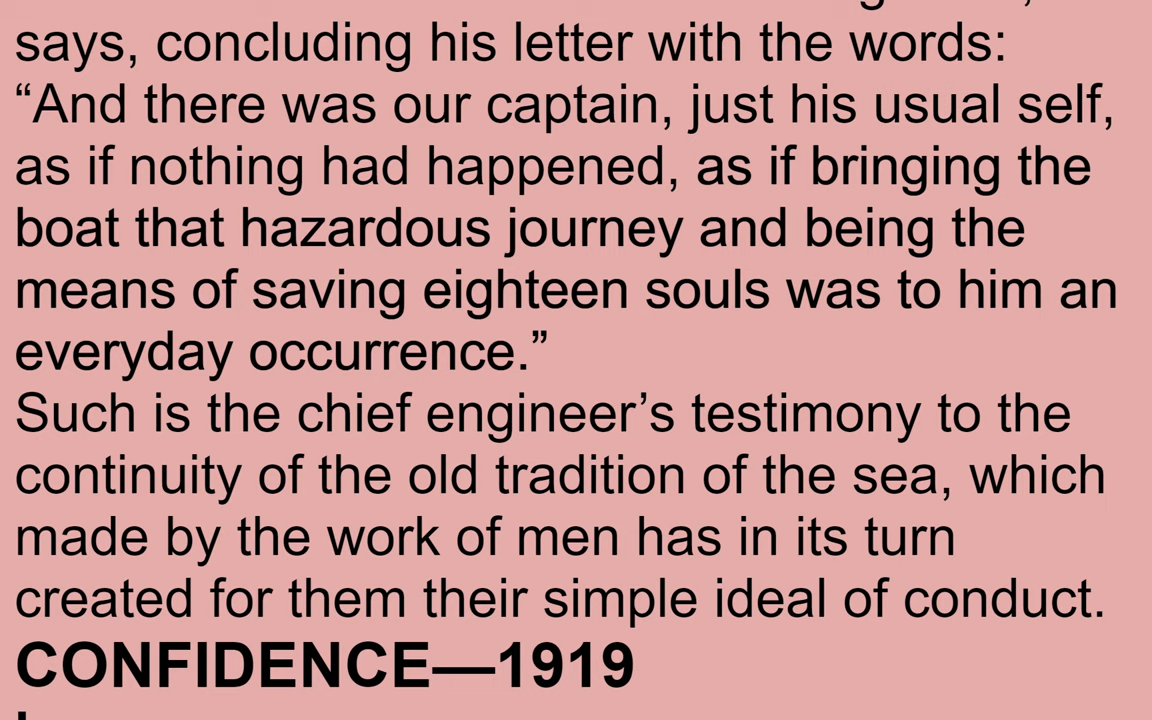 says, concluding his letter with the words:
“And there was our captain, just his usual self,
as if nothing had happened, as if bringing the
boat that hazardous journey and being the
means of saving eighteen souls was to him an
everyday occurrence.”
Such is the chief engineer’s testimony to the
continuity of the old tradition of the sea, which
made by the work of men has in its turn
created for them their simple ideal of conduct.
CONFIDENCE—1919